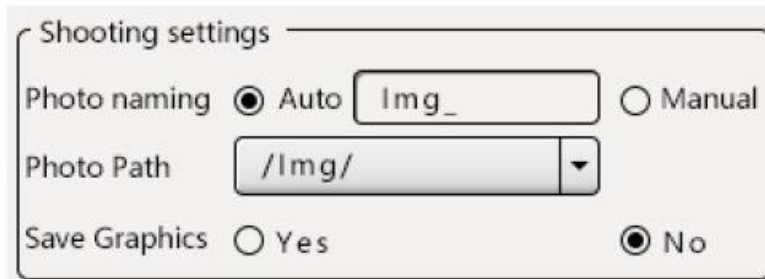 Shooting settings
Photo naming Auto Img_ Manual
Photo Path /Img/
Save Graphics Yes No